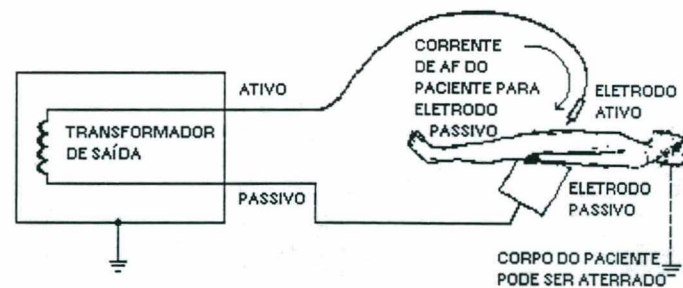 CORRENTE
DE AF DO
PACIENTE PARA
ELETRODO
PASSIVO
ATIVO
ELETRODO
ATIVO
TRANSFORMADOR
DE SAÍDA
PASSIVO
ELETRODO
PASSIVO
CORPO DO PACIENTE
PODE SER ATERRADO